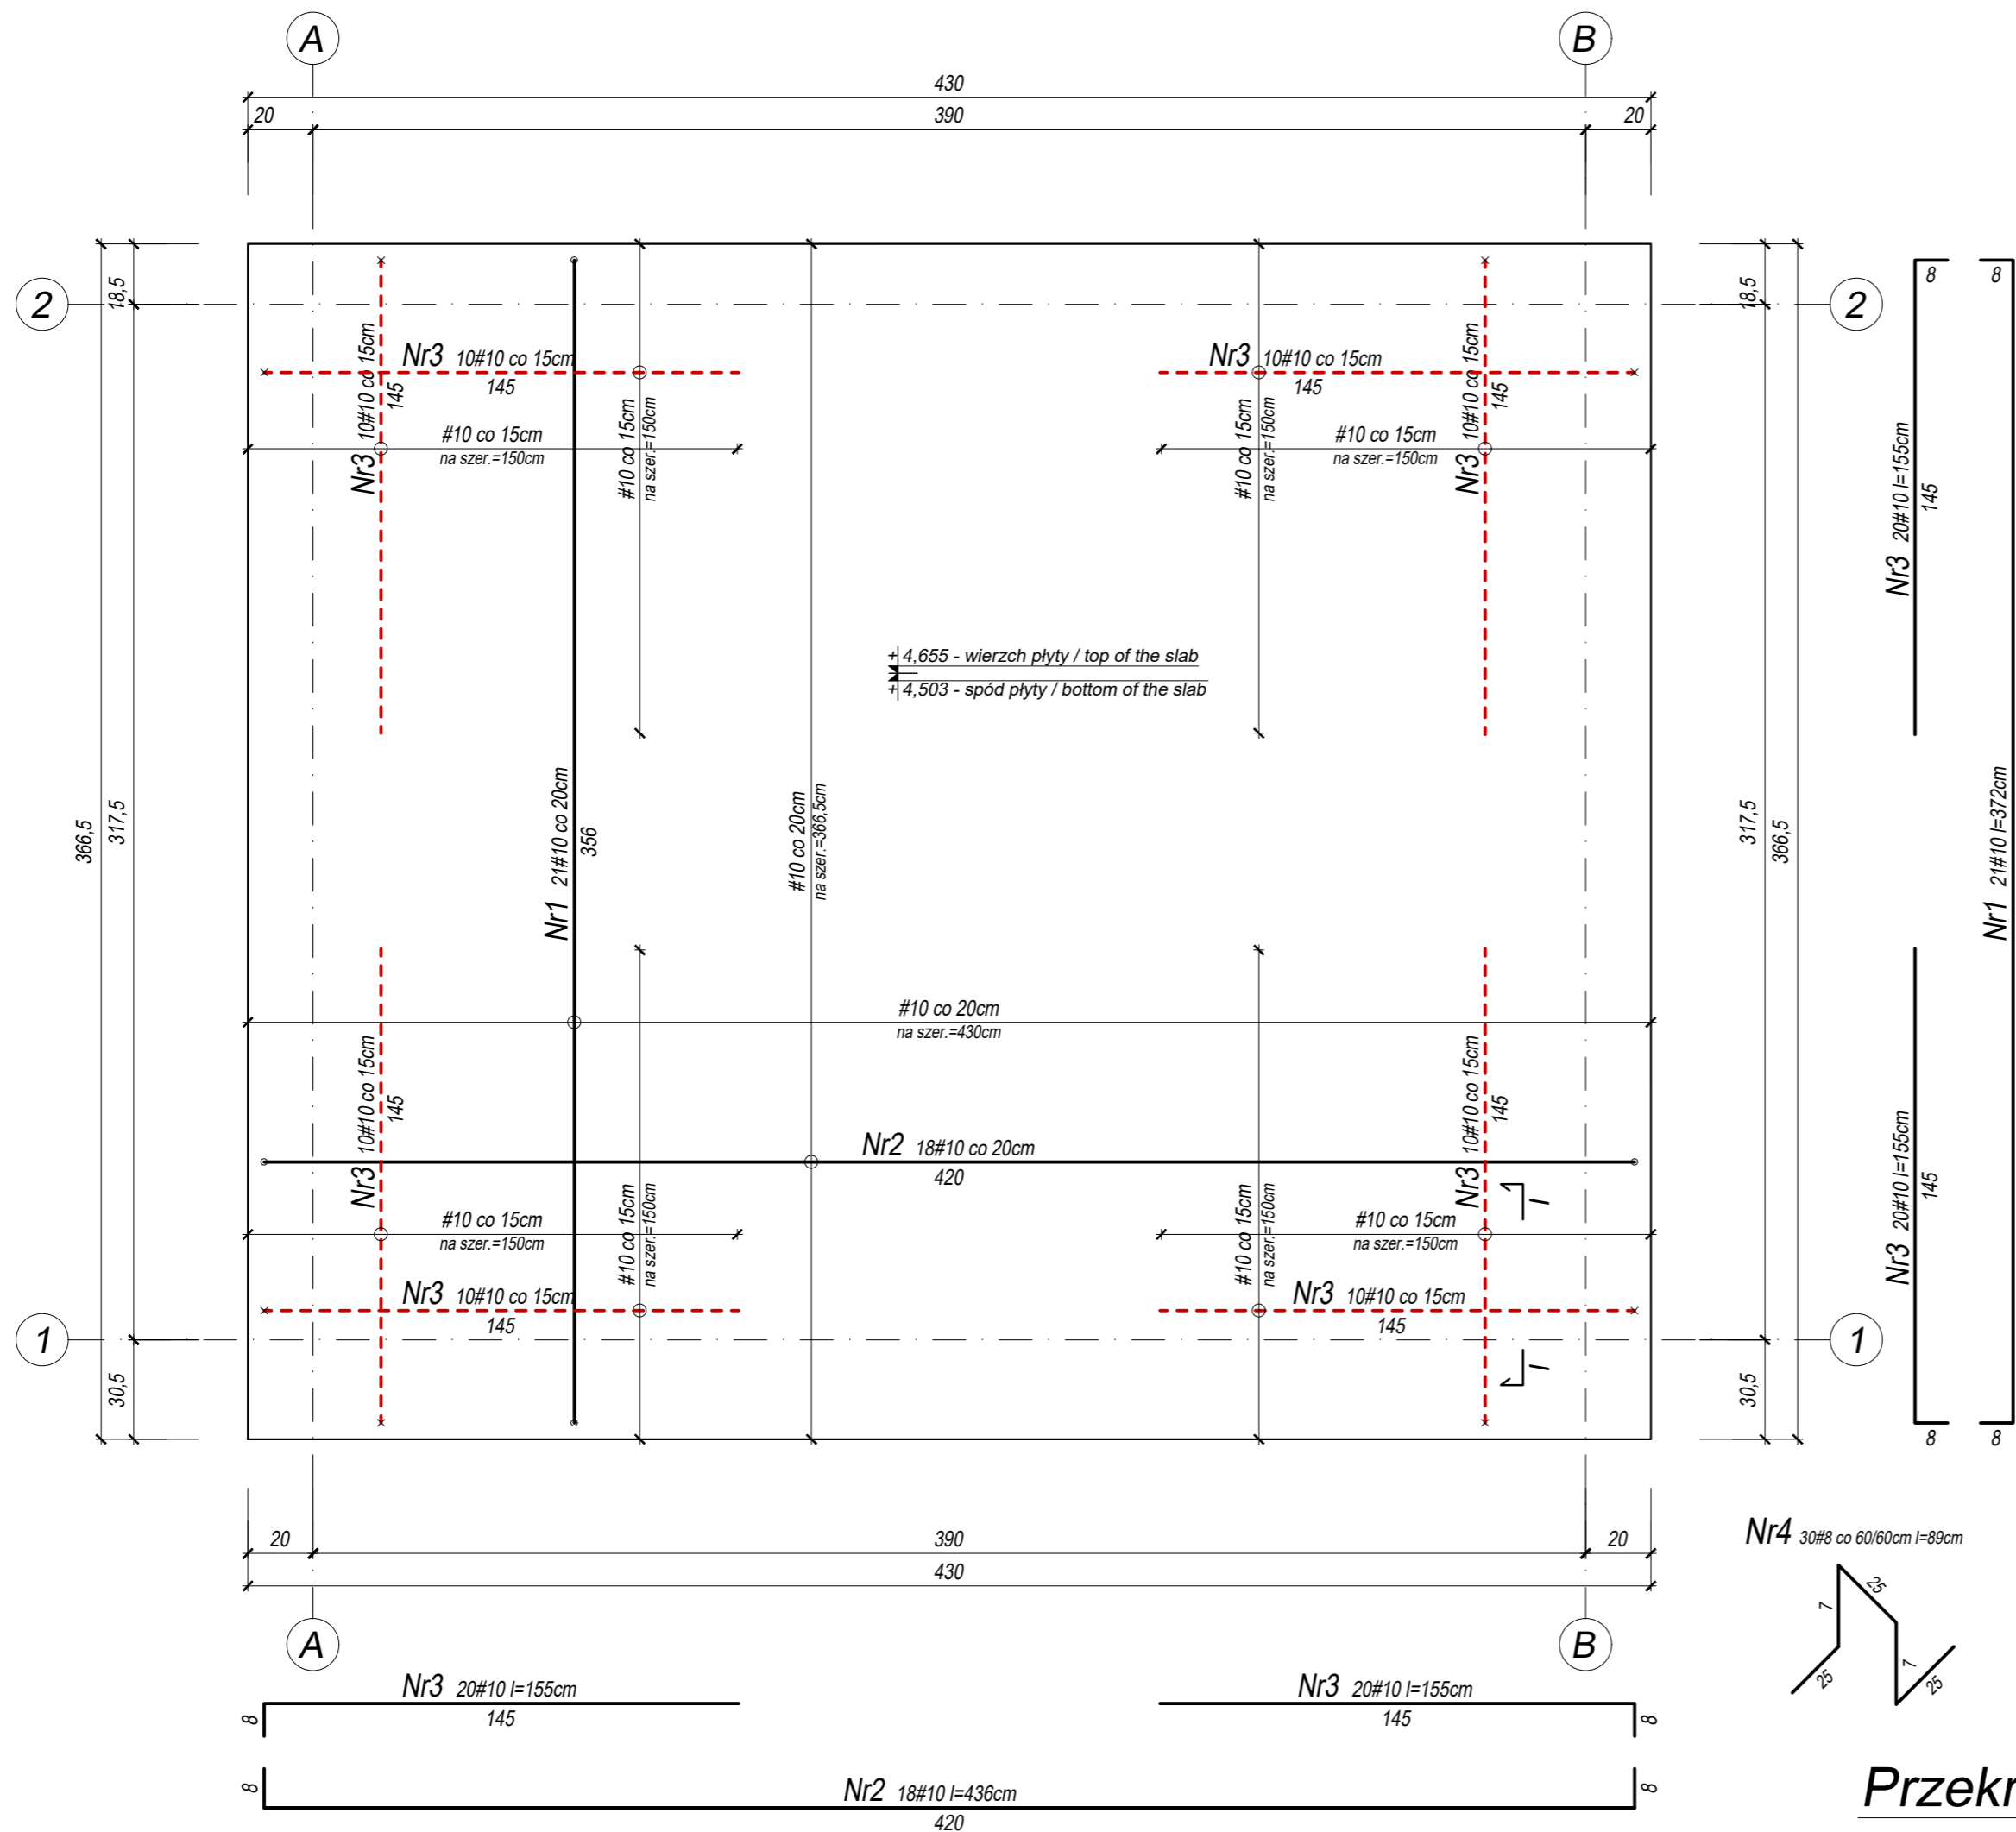 A
B
430
20
390
20
18,5
2
18,5
2
8
8
Nr3 10#10 co 15cm
145
Nr3 10#10 co 15cm
145
Nr3 10#10 co 15cm
145
Nr3 10#10 co 15cm
145
#10 co 15cm
na szer.=150cm
#10 co 15cm
na szer.=150cm
#10 co 15cm
na szer.=150cm
#10 co 15cm
na szer.=150cm
Nr3 20#10 l=155cm
145
+ 4,655 - wierzch płyty / top of the slab
+ 4,503 - spód płyty / bottom of the slab
366,5
317,5
Nr1 21#10 co 20cm
356
#10 co 20cm
na szer.=366,5cm
317,5
366,5
Nr1 21#10 l=372cm
#10 co 20cm
na szer.=430cm
Nr3 10#10 co 15cm
145
Nr3 10#10 co 15cm
145
Nr2 18#10 co 20cm
420
I
#10 co 15cm
na szer.=150cm
#10 co 15cm
na szer.=150cm
#10 co 15cm
na szer.=150cm
#10 co 15cm
na szer.=150cm
Nr3 20#10 l=155cm
145
Nr3 10#10 co 15cm
145
Nr3 10#10 co 15cm
145
1
1
I
30,5
30,5
8
8
20
390
20
430
A
B
Nr4 30#8 co 60/60cm l=89cm
25
7
25
7
25
Nr3 20#10 l=155cm
145
8
Nr3 20#10 l=155cm
145
8
8
Nr2 18#10 l=436cm
420
8